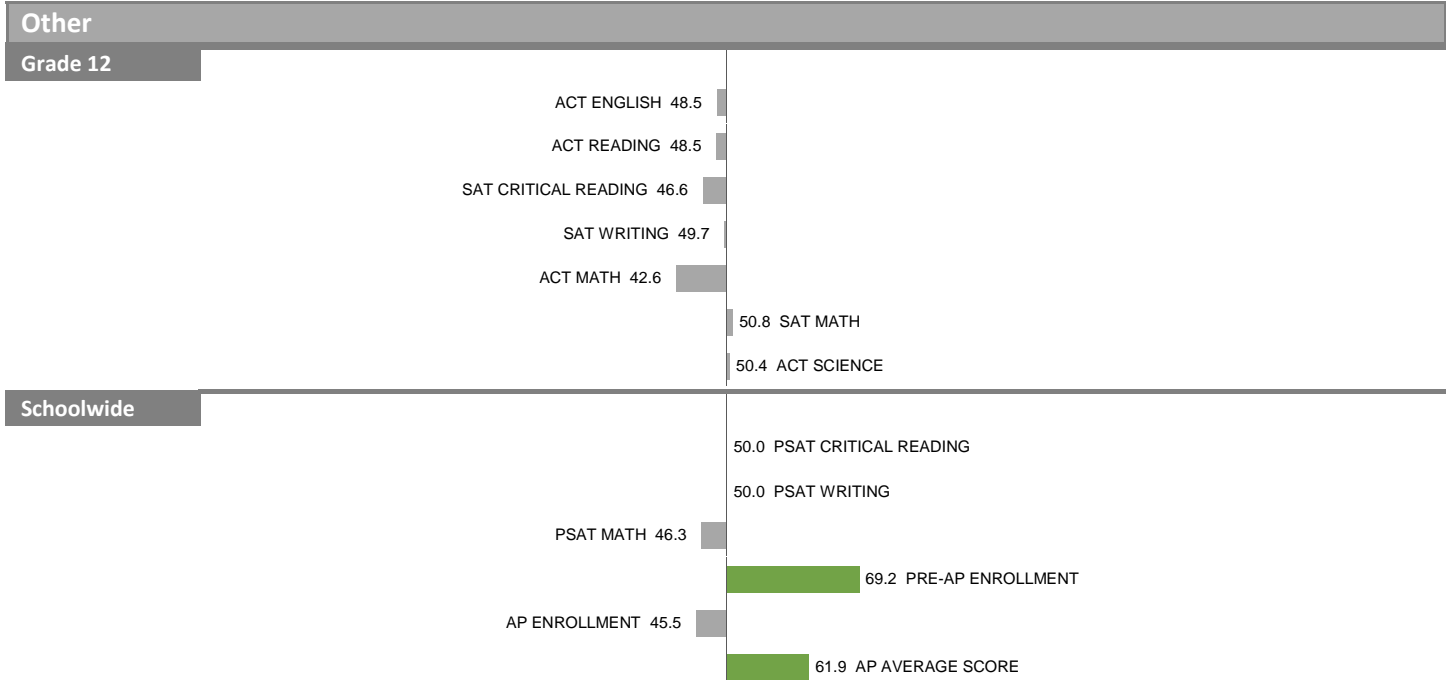 Other
Grade 12
ACT ENGLISH 48.5
ACT READING 48.5
SAT CRITICAL READING 46.6
SAT WRITING 49.7
ACT MATH 42.6
50.8 SAT MATH
50.4 ACT SCIENCE
Schoolwide
50.0 PSAT CRITICAL READING
50.0 PSAT WRITING
PSAT MATH 46.3
69.2 PRE-AP ENROLLMENT
AP ENROLLMENT 45.5
61.9 AP AVERAGE SCORE